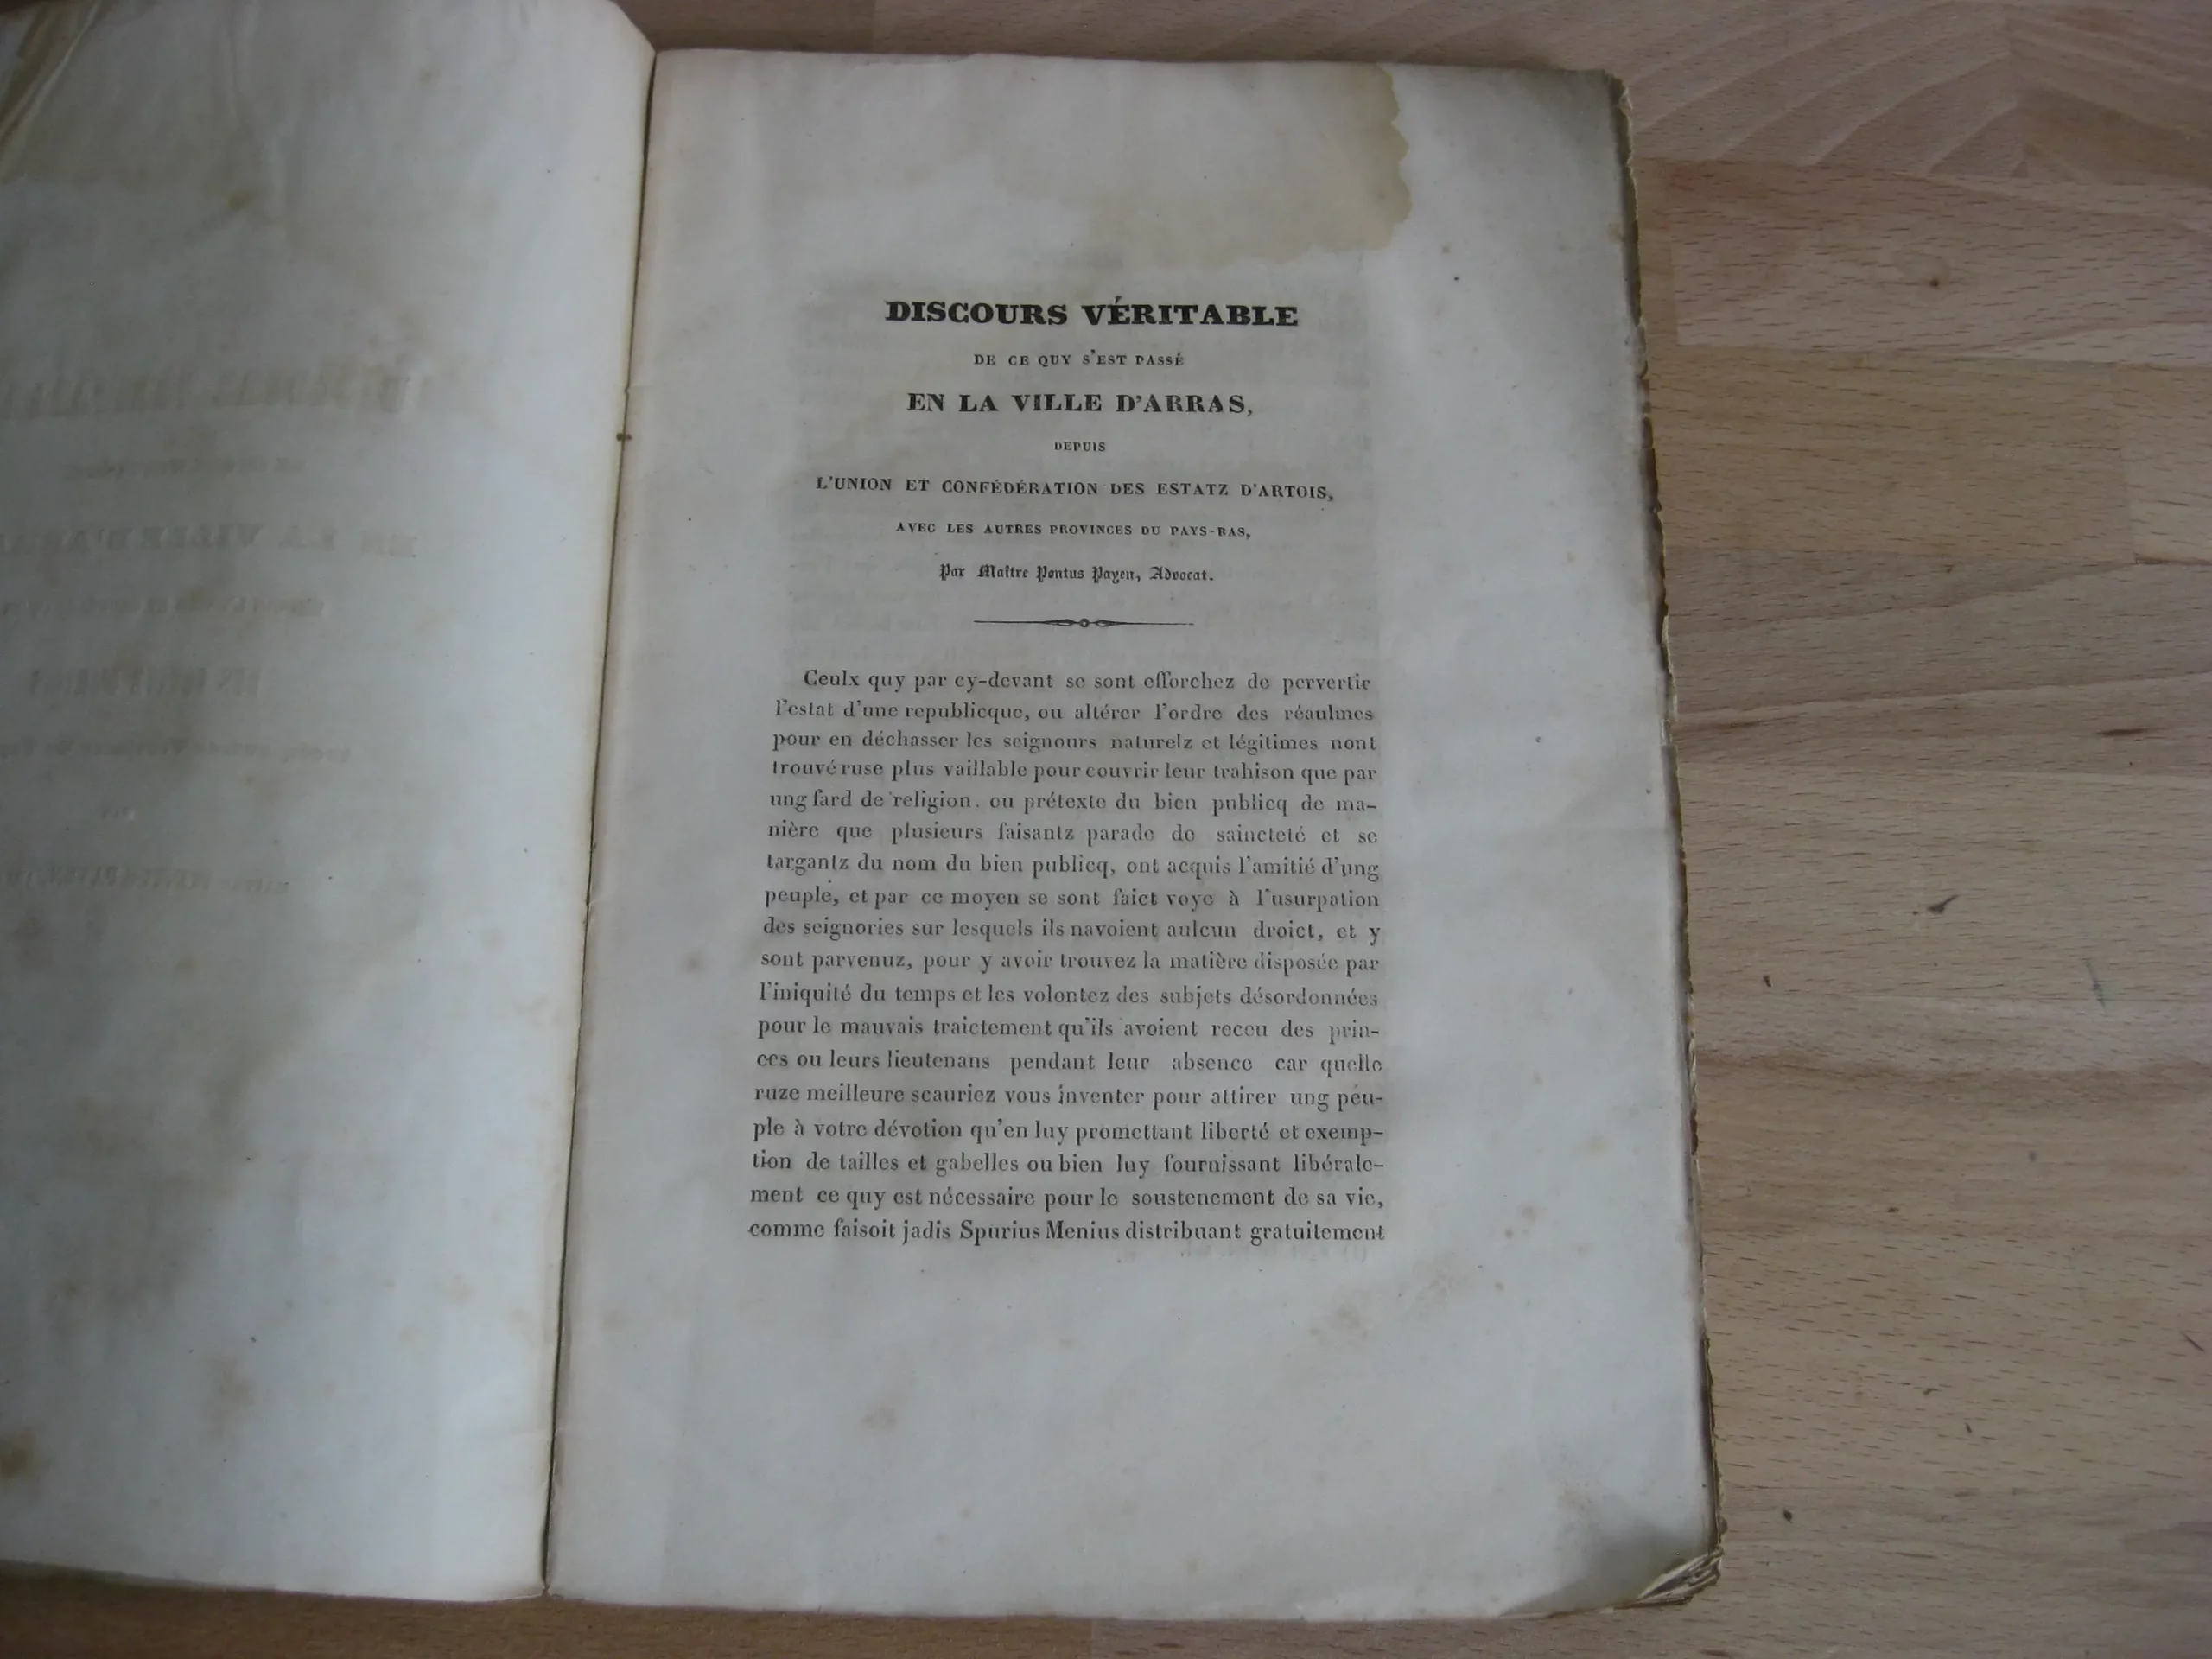 DISCOURS VÉRITABLE
DE CE QUY S'EST PASSÉ
EN LA VILLE D'ARRAS,
DEPUIS
L'UNION ET CONFÉDÉRATION DES ESTATZ D'ARTOIS,
AVEC LES AUTRES PROVINCES DU PAYS-BAS,
Par Maître Pontus Payen, Advocat.
Ceulx quy par cy-devant se sont efforchez de pervertir
l'estat d'une republicque, ou altérer l'ordre des réaulmes
pour en déchasser les seignours naturelz et légitimes nont
trouvé ruse plus vaillable pour couvrir leur trahison que par
ung fard de religion, ou prétexte du bien publicq de ma-
nière que plusieurs faisantz parade de saincteté et se
targantz du nom du bien publicq, ont acquis l'amitié d'ung
peuple, et par ce moyen se sont faict voye à l'usurpation
des seignories sur lesquels ils navoient aulcun droict, et y
sont parvenuz, pour y avoir trouvez la matière disposée par
l'iniquité du temps et les volontez des subjets désordonnées
pour le mauvais traictement qu'ils avoient receu des prin-
ces ou leurs lieutenans pendant leur absence car quelle
ruze meilleure scauriez vous inventer pour attirer ung peu-
ple à votre dévotion qu'en luy promettant liberté et exemp-
tion de tailles et gabelles ou bien luy fournissant libérale-
ment ce quy est nécessaire pour le soustenement de sa vie,
comme faisoit jadis Spurius Menius distribuant gratuitement